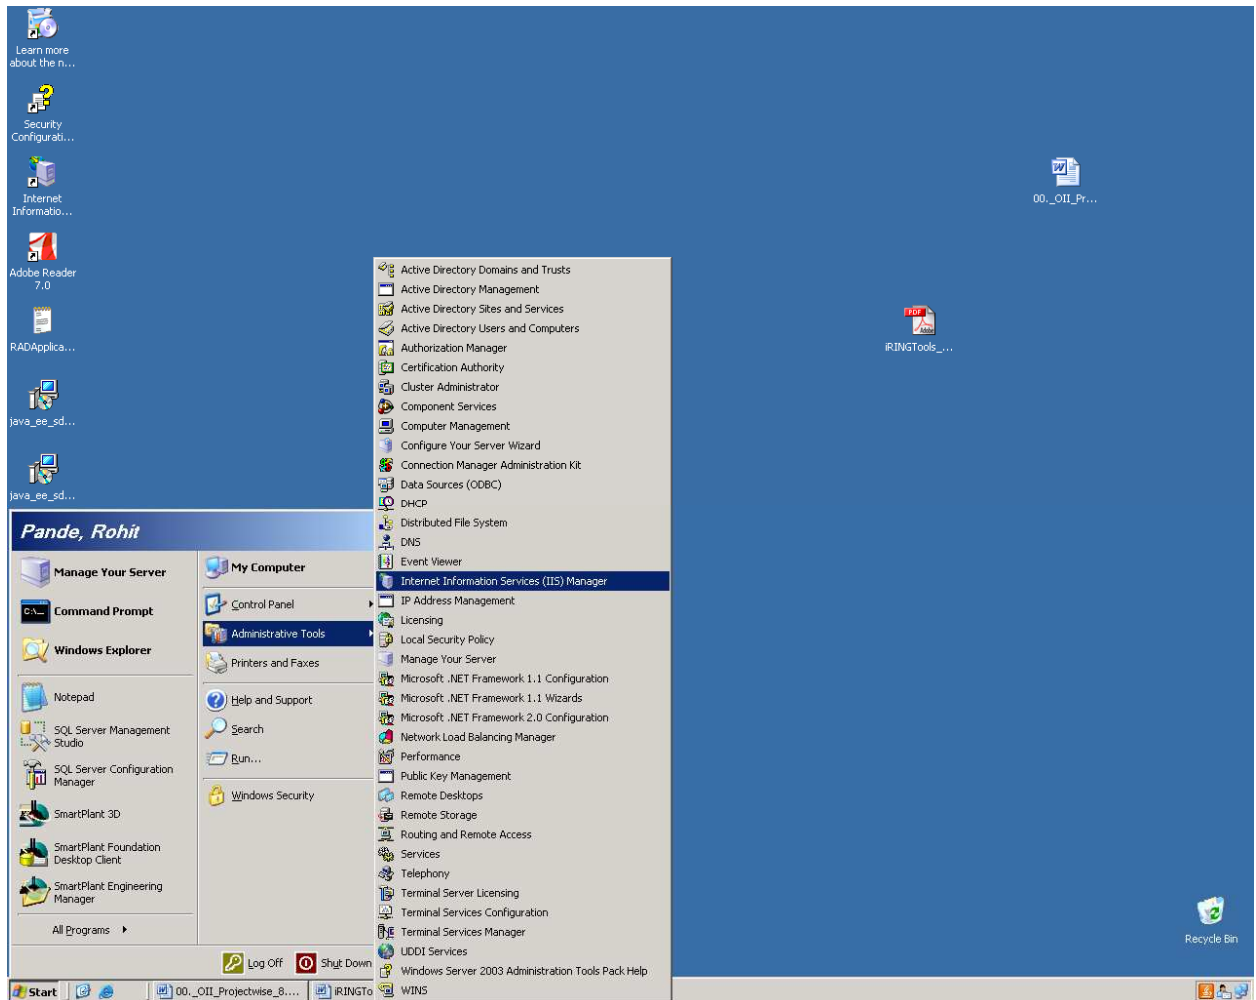 Learn more
about the n...
Security
Configurati...
Internet
Informatio...
Adobe Reader
7.0
RADApplica...
java_ee_sd...
java_ee_sd...
00._OII_Pr...
PDF
Adobe
iRINGTools_...
Recycle Bin
Pande, Rohit
Manage Your Server
Command Prompt
Windows Explorer
Notepad
SQL Server Management
Studio
SQL Server Configuration
Manager
SmartPlant 3D
SmartPlant Foundation
Desktop Client
SmartPlant Engineering
Manager
All Programs
My Computer
Control Panel
Administrative Tools
Printers and Faxes
Help and Support
Search
Run...
Windows Security
Log Off
Shut Down
Active Directory Domains and Trusts
Active Directory Management
Active Directory Sites and Services
Active Directory Users and Computers
Authorization Manager
Certification Authority
Cluster Administrator
Component Services
Computer Management
Configure Your Server Wizard
Connection Manager Administration Kit
Data Sources (ODBC)
DHCP
Distributed File System
DNS
Event Viewer
Internet Information Services (IIS) Manager
IP Address Management
Licensing
Local Security Policy
Manage Your Server
Microsoft .NET Framework 1.1 Configuration
Microsoft .NET Framework 1.1 Wizards
Microsoft .NET Framework 2.0 Configuration
Network Load Balancing Manager
Performance
Public Key Management
Remote Desktops
Remote Storage
Routing and Remote Access
Services
Telephony
Terminal Server Licensing
Terminal Services Configuration
Terminal Services Manager
UDDI Services
Windows Server 2003 Administration Tools Pack Help
WINS
Start
00._OII_Projectwise_8....
iRINGTo